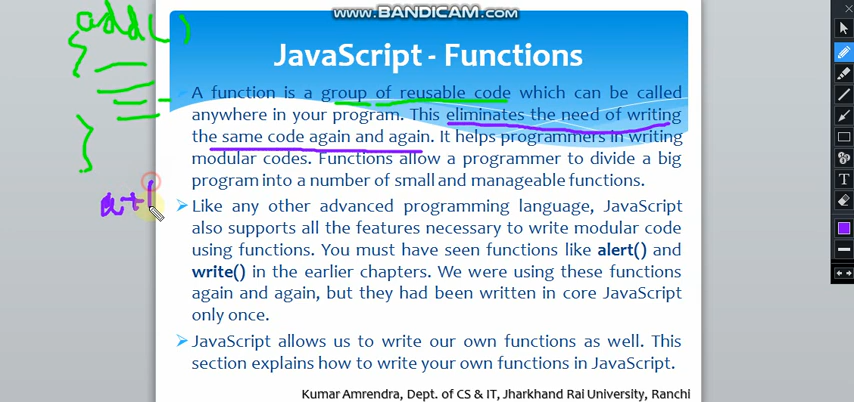 www.BANDICAM.com
add()
{
}
a+
JavaScript - Functions
A function is a group of reusable code which can be called
anywhere in your program. This eliminates the need of writing
the same code again and again. It helps programmers in writing
modular codes. Functions allow a programmer to divide a big
program into a number of small and manageable functions.
Like any other advanced programming language, JavaScript
also supports all the features necessary to write modular code
using functions. You must have seen functions like alert() and
write() in the earlier chapters. We were using these functions
again and again, but they had been written in core JavaScript
only once.
JavaScript allows us to write our own functions as well. This
section explains how to write your own functions in JavaScript.
Kumar Amrendra, Dept. of CS & IT, Jharkhand Rai University, Ranchi
T